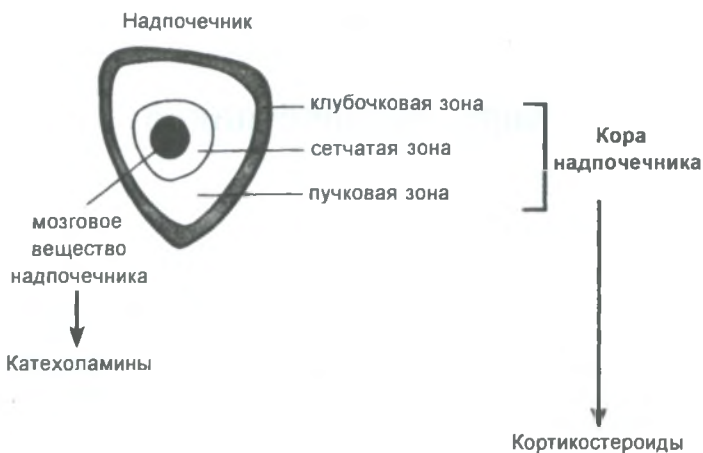 Надпочечник
клубочковая зона
сетчатая зона
пучковая зона
Кора
надпочечника
мозговое
вещество
надпочечника
Катехоламины
Кортикостероиды